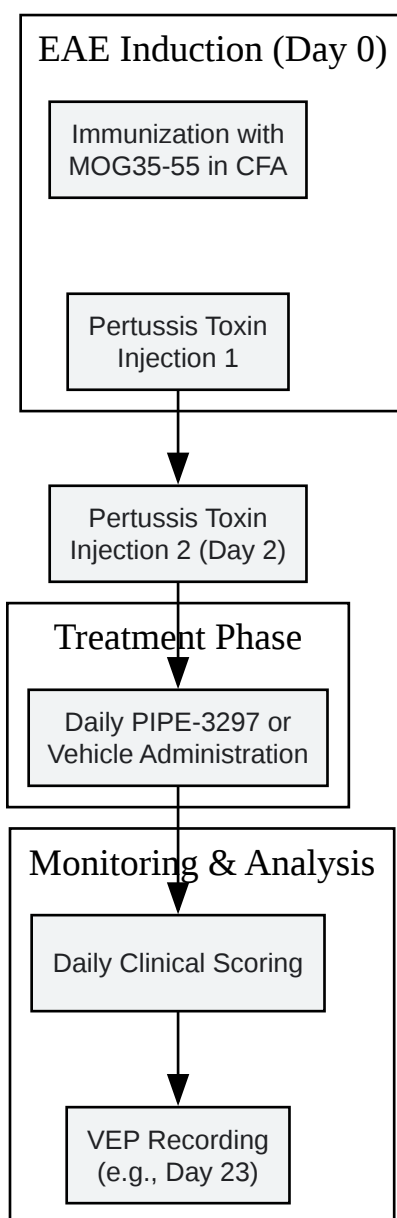 EAE Induction (Day 0)
Immunization with
MOG35-55 in CFA
Pertussis Toxin
Injection 1
Pertussis Toxin
Injection 2 (Day 2)
Treatment Phase
Daily PIPE-3297 or
Vehicle Administration
Monitoring & Analysis
Daily Clinical Scoring
VEP Recording
(e.g., Day 23)